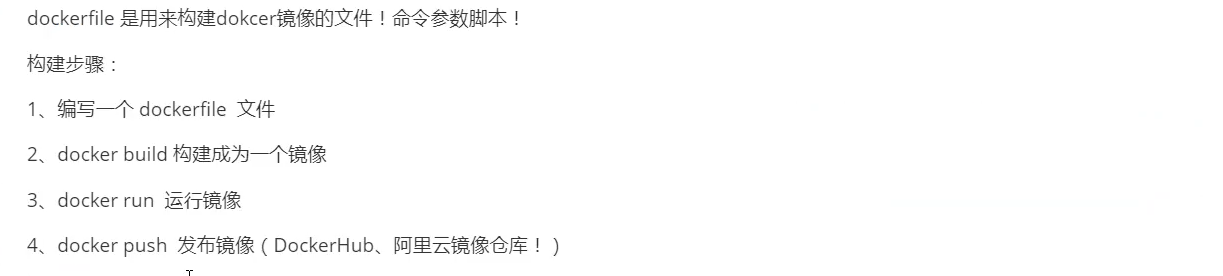 dockerfile 是用来构建dokcer镜像的文件！命令参数脚本！
构建步骤：
1、编写一个 dockerfile 文件
2、docker build 构建成为一个镜像
3、docker run 运行镜像
4、docker push 发布镜像（DockerHub、阿里云镜像仓库！）